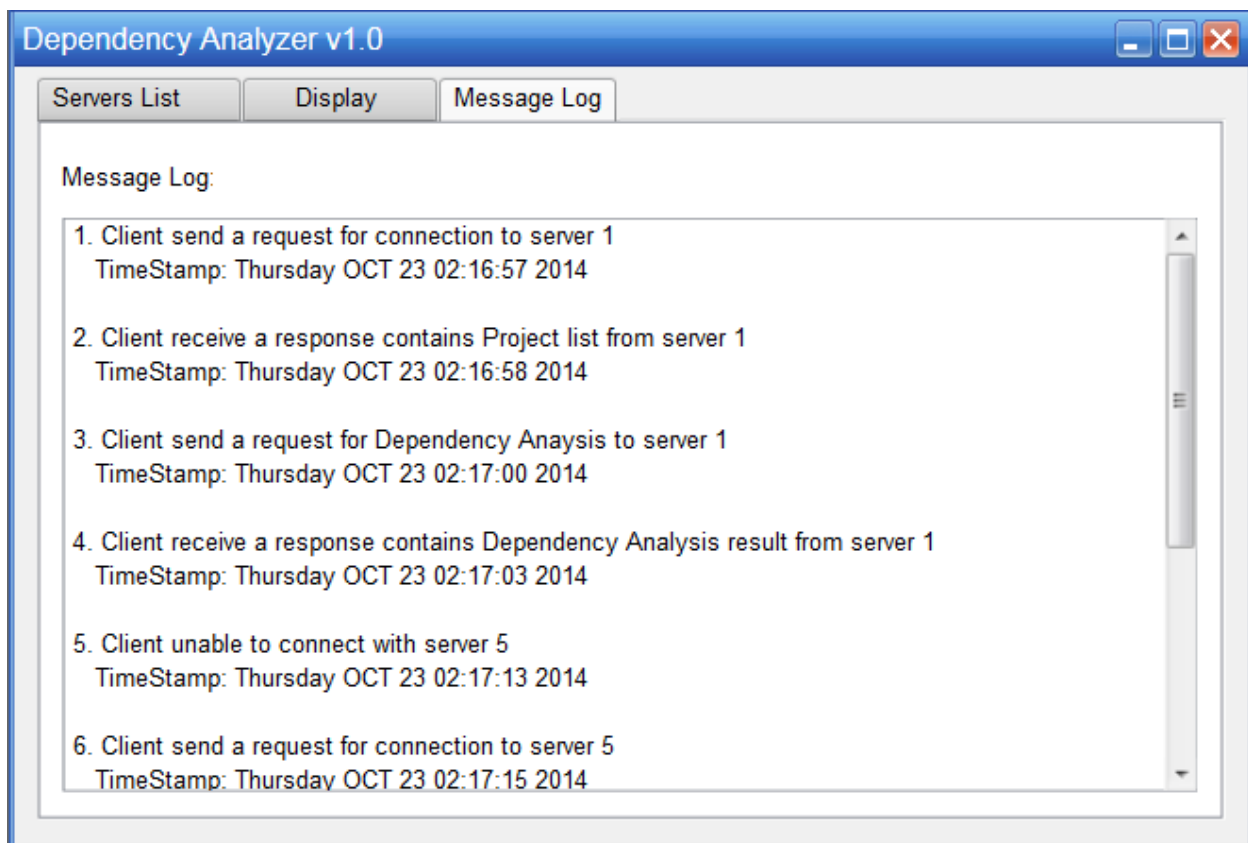 Dependency Analyzer v1.0
Servers List
Display
Message Log
Message Log:
1. Client send a request for connection to server 1
TimeStamp: Thursday OCT 23 02:16:57 2014
2. Client receive a response contains Project list from server 1
TimeStamp: Thursday OCT 23 02:16:58 2014
3. Client send a request for Dependency Anaysis to server 1
TimeStamp: Thursday OCT 23 02:17:00 2014
4. Client receive a response contains Dependency Analysis result from server 1
TimeStamp: Thursday OCT 23 02:17:03 2014
5. Client unable to connect with server 5
TimeStamp: Thursday OCT 23 02:17:13 2014
6. Client send a request for connection to server 5
TimeStamp: Thursday OCT 23 02:17:15 2014